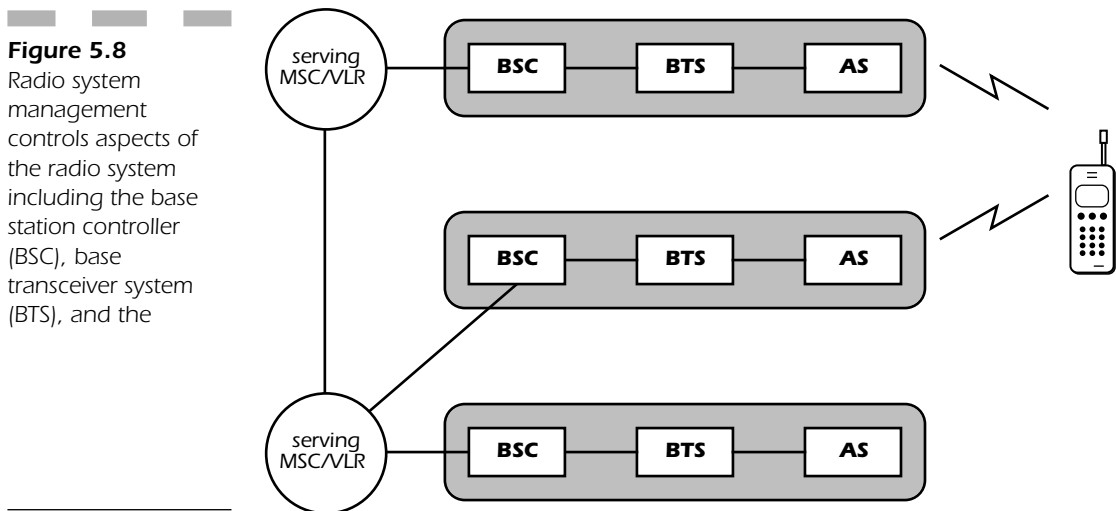 Figure 5.8
Radio system
management
controls aspects of
the radio system
including the base
station controller
(BSC), base
transceiver system
(BTS), and the
serving
MSC/VLR
BSC
BTS
AS
BSC
BTS
AS
serving
MSC/VLR
BSC
BTS
AS